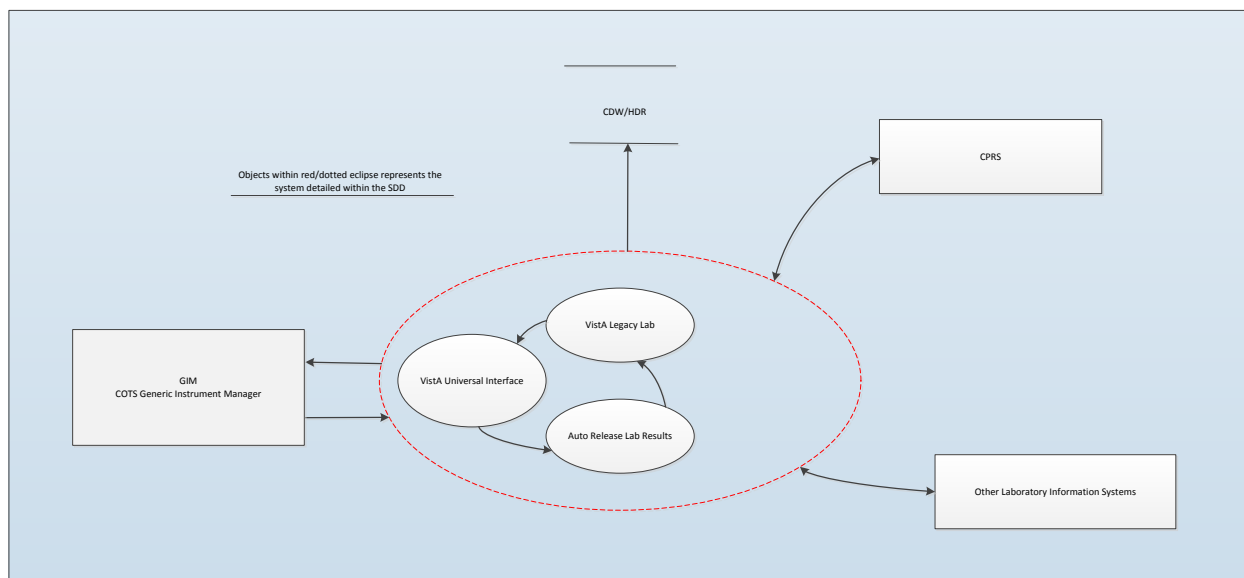 CDW/HDR
CPRS
Objects within red/dotted eclipse represents the
system detailed within the SDD
VistA Legacy Lab
GIM
COTS Generic Instrument Manager
VistA Universal Interface
Auto Release Lab Results
Other Laboratory Information Systems